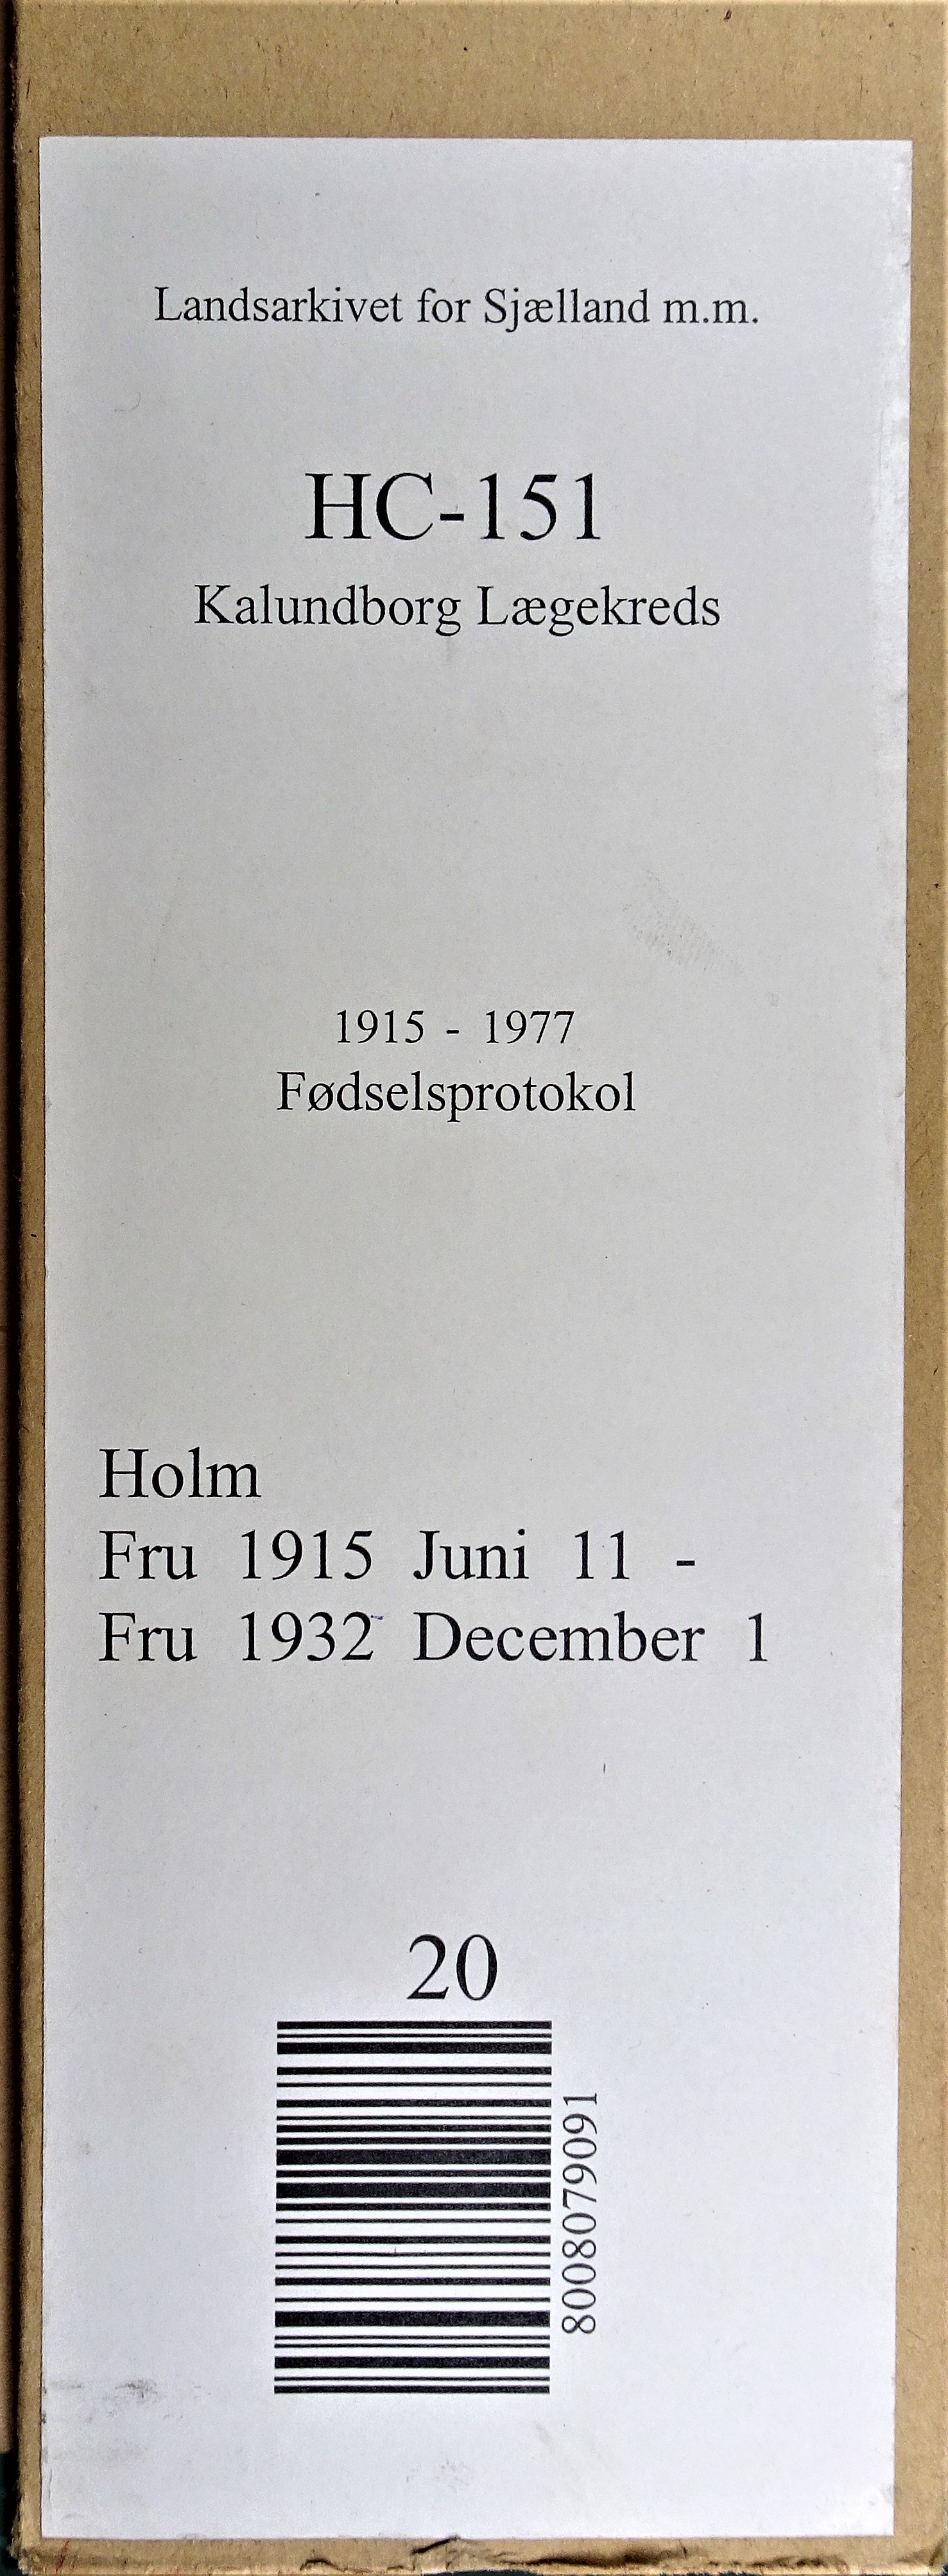 Landsarkivet for Sjælland m.m.
HC-151
Kalundborg Lægekreds
1915 - 1977
Fødselsprotokol
Holm
Fru 1915 Juni 11 -
Fru 1932 December 1
20
8008079091